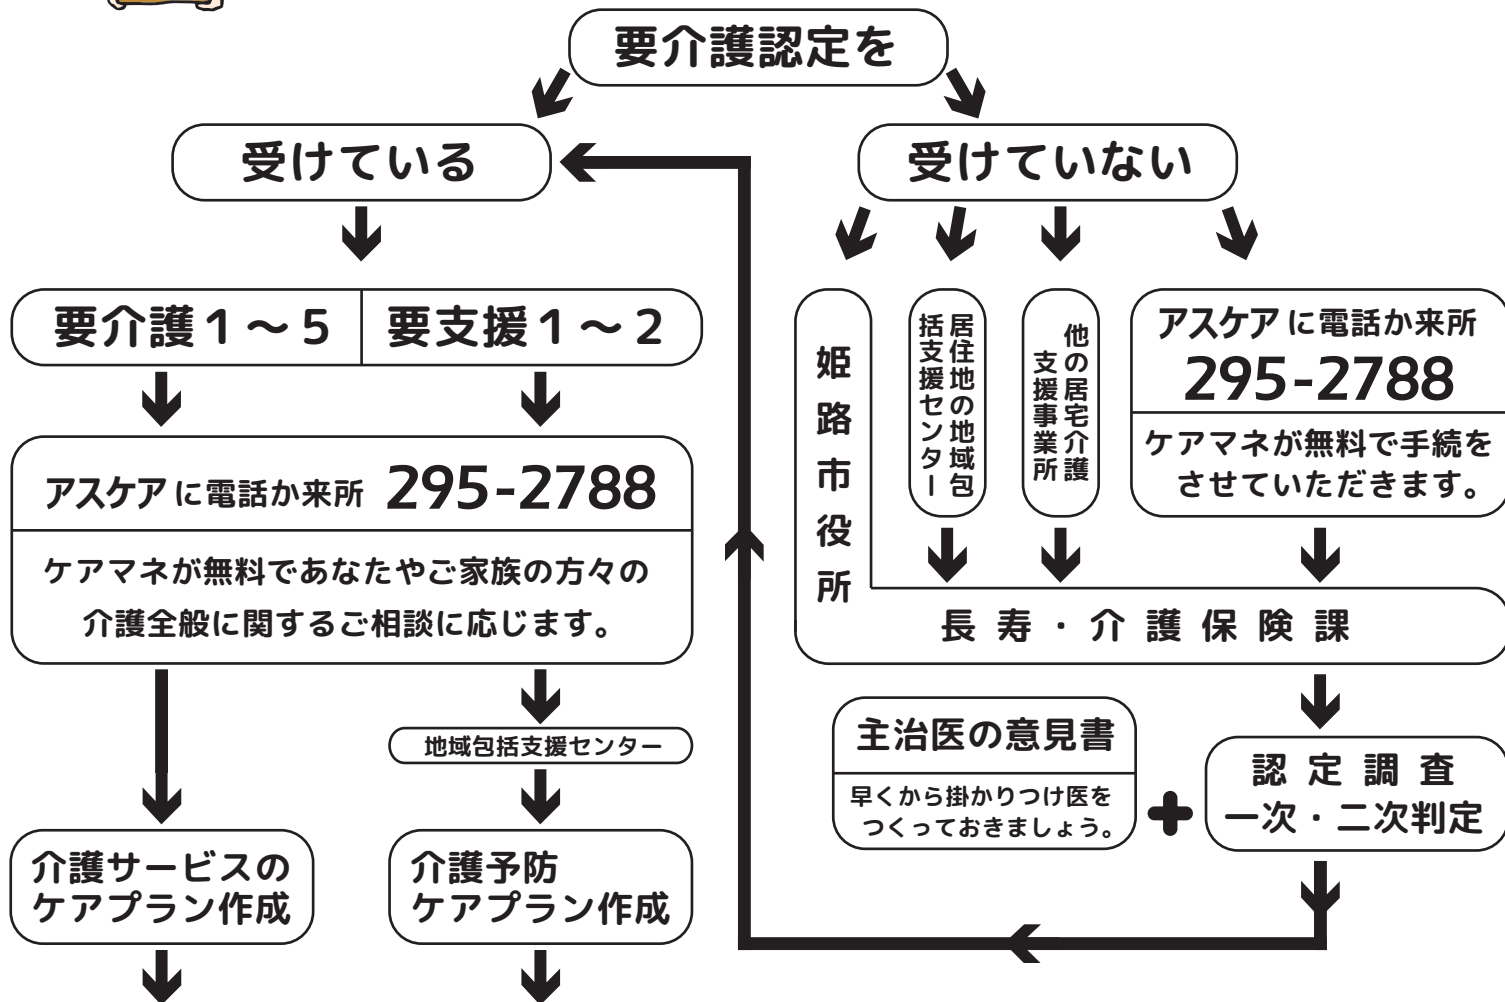 要介護認定を
受けている
受けていない
要介護１～５
要支援１～２
アスケアに電話か来所 295-2788
ケアマネが無料であなたやご家族の方々の
介護全般に関するご相談に応じます。
地域包括支援センター
介護サービスの
ケアプラン作成
介護予防
ケアプラン作成
姫路市役所
居住地の地域包
括支援センター
他の居宅介護
支援事業所
アスケアに電話か来所
295-2788
ケアマネが無料で手続を
させていただきます。
長寿・介護保険課
主治医の意見書
早くから掛かりつけ医を
つくっておきましょう。
認定調査
一次・二次判定